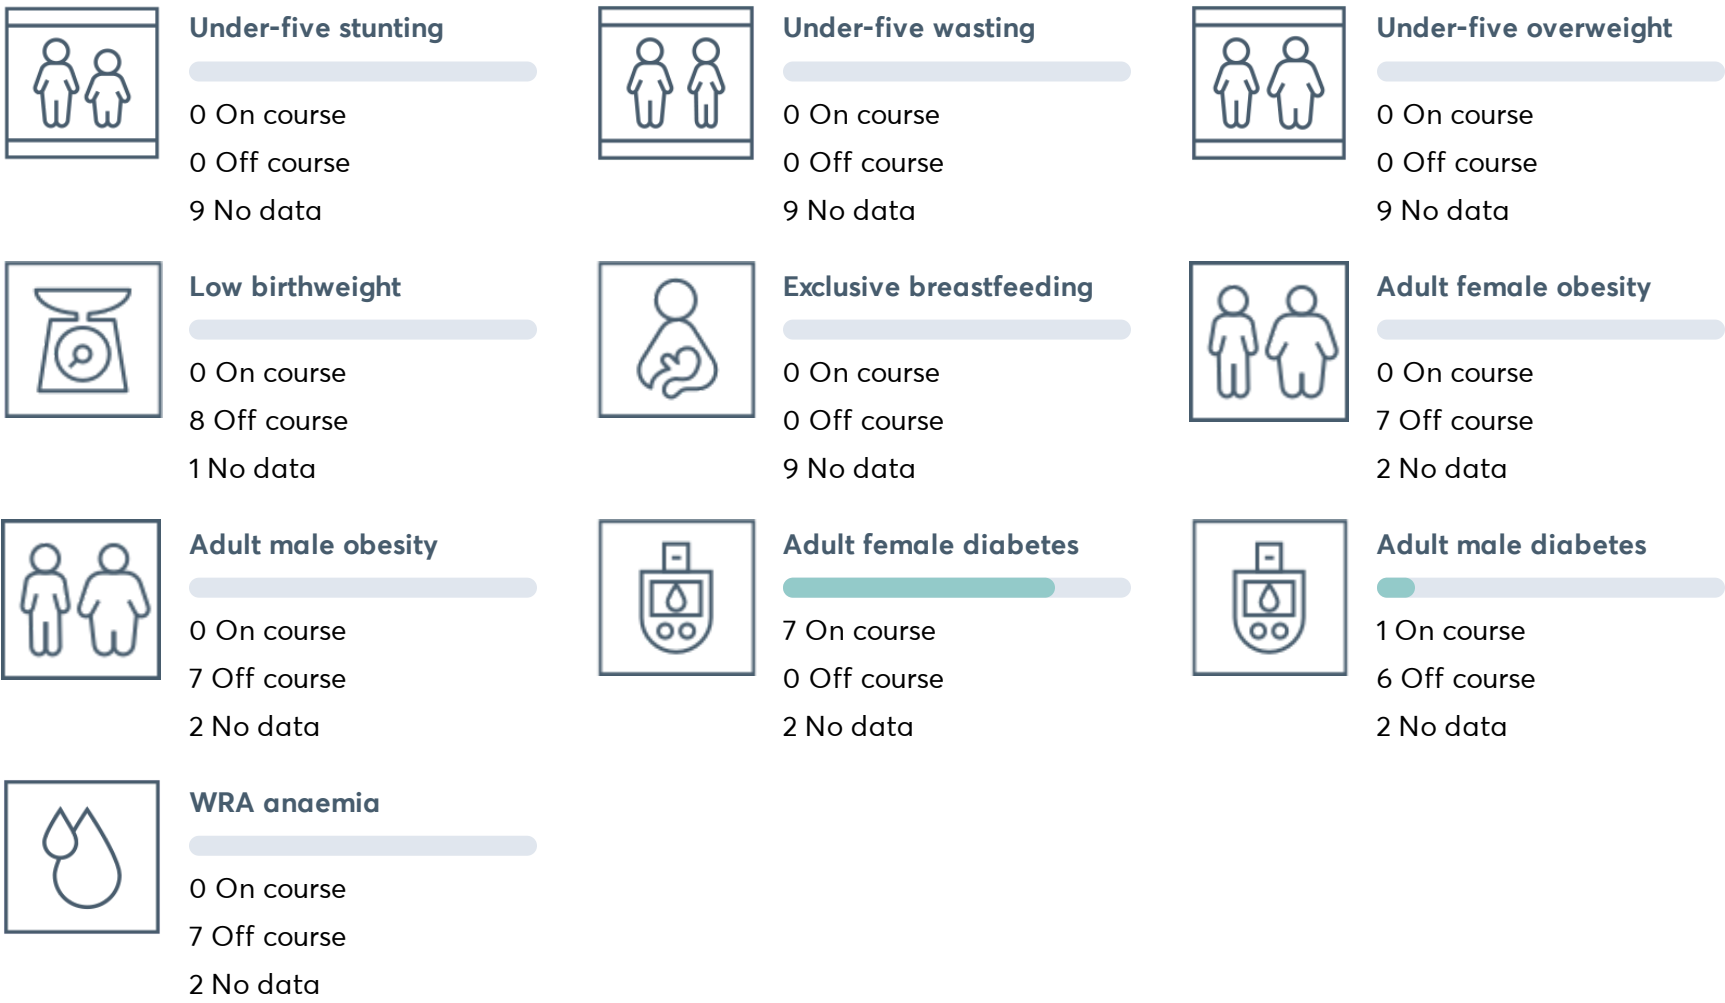 Under-five stunting
0 On course
0 Off course
9 No data
Under-five wasting
0 On course
0 Off course
9 No data
Under-five overweight
0 On course
0 Off course
9 No data
Low birthweight
0 On course
8 Off course
1 No data
Exclusive breastfeeding
0 On course
0 Off course
9 No data
Adult female obesity
0 On course
7 Off course
2 No data
Adult male obesity
0 On course
7 Off course
2 No data
Adult female diabetes
7 On course
0 Off course
2 No data
Adult male diabetes
1 On course
6 Off course
2 No data
WRA anaemia
0 On course
7 Off course
2 No data